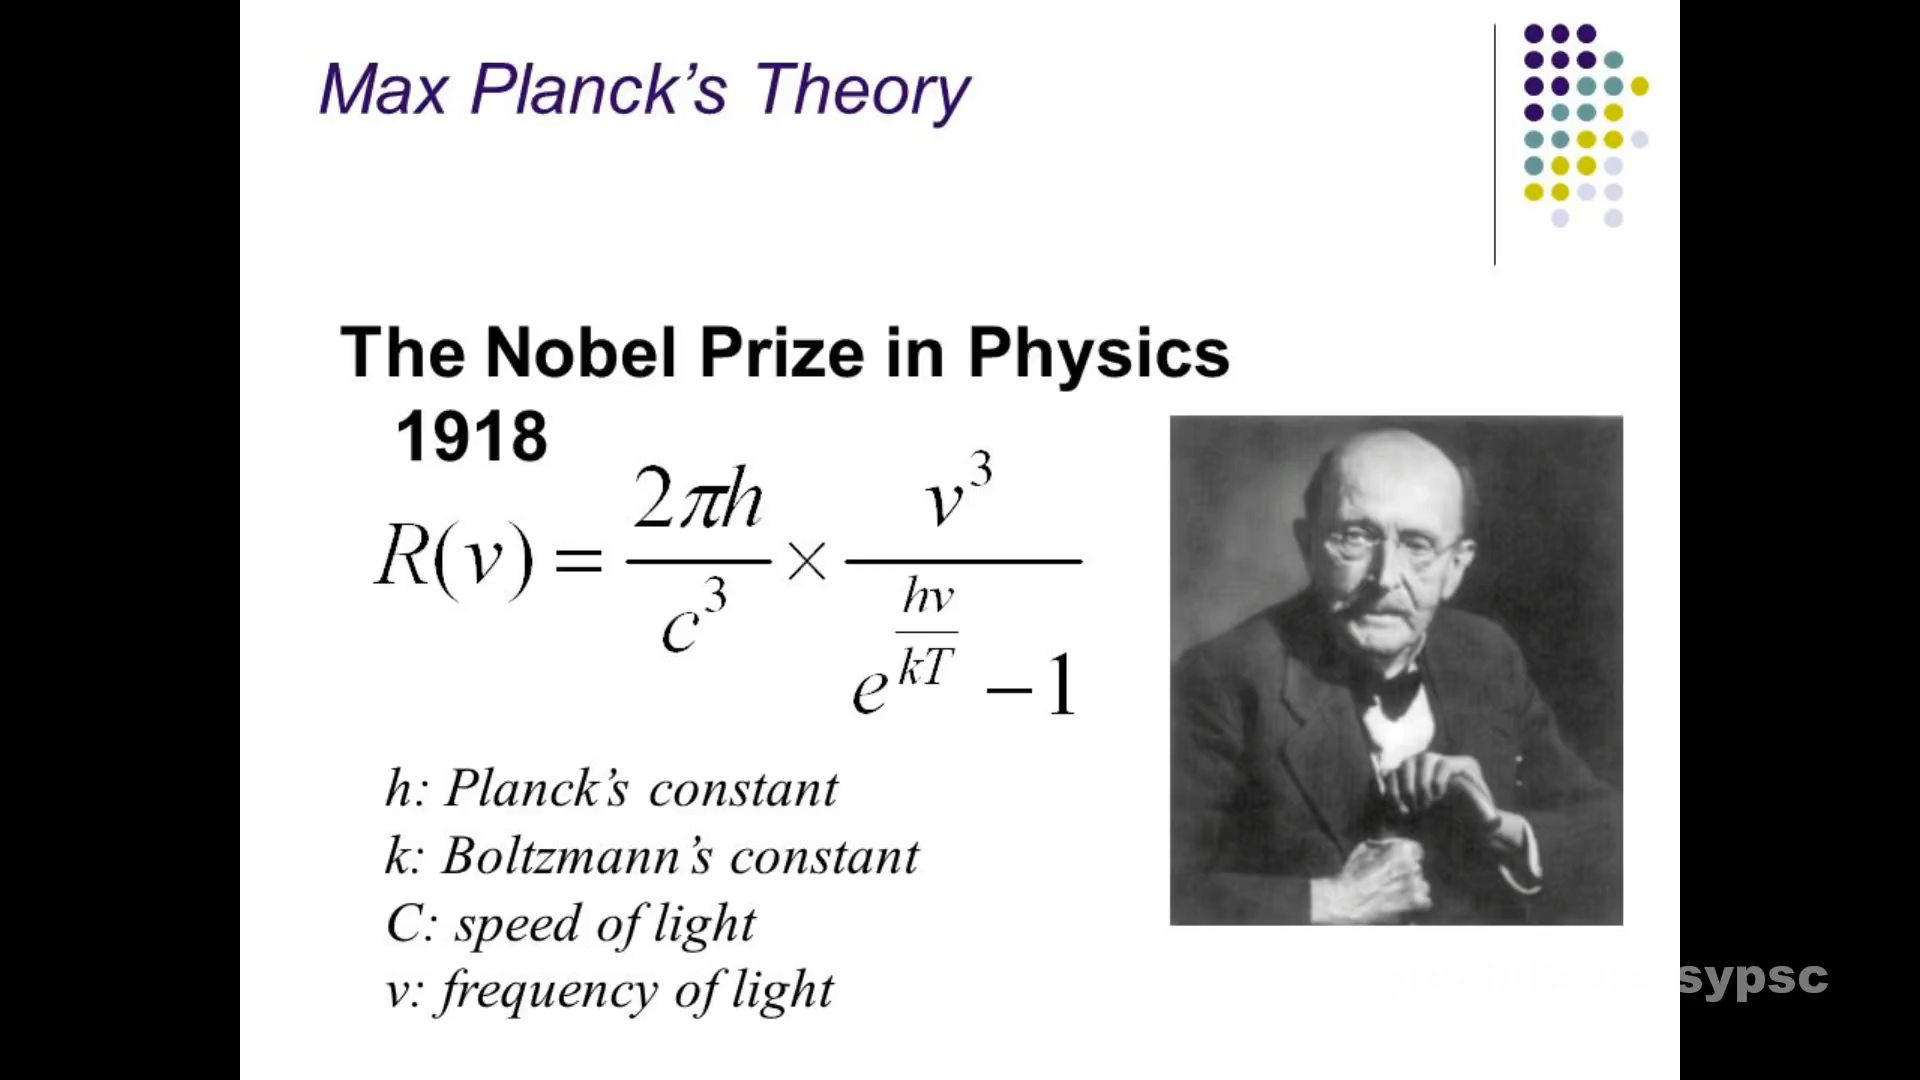 Max Planck’s Theory
The Nobel Prize in Physics
1918
R(v) = 2πh / c³ × v³ / (e^(hv/kT) − 1)
h: Planck’s constant
k: Boltzmann’s constant
C: speed of light
v: frequency of light
sypsc